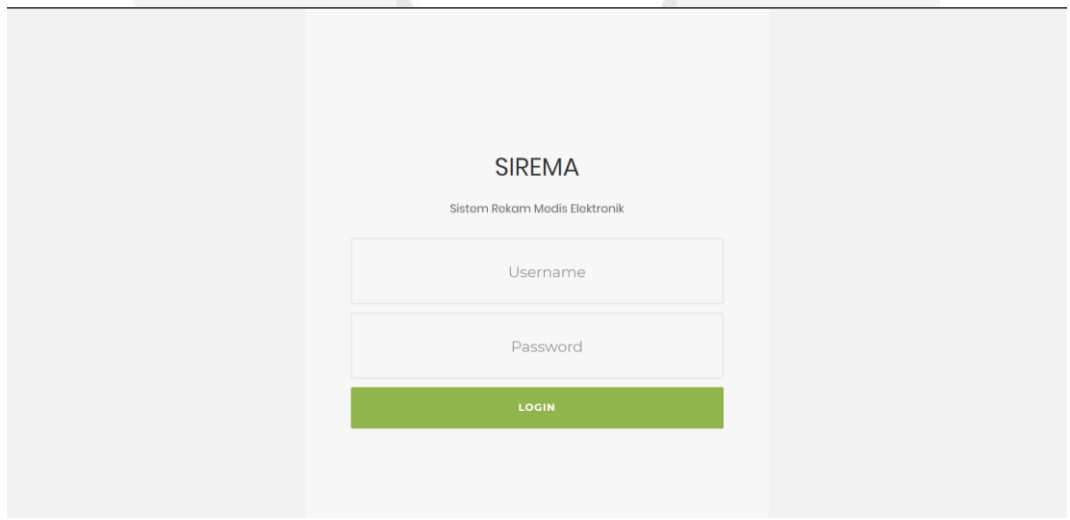 SIREMA
Sistem Rekam Medis Elektronik
Username
Password
LOGIN